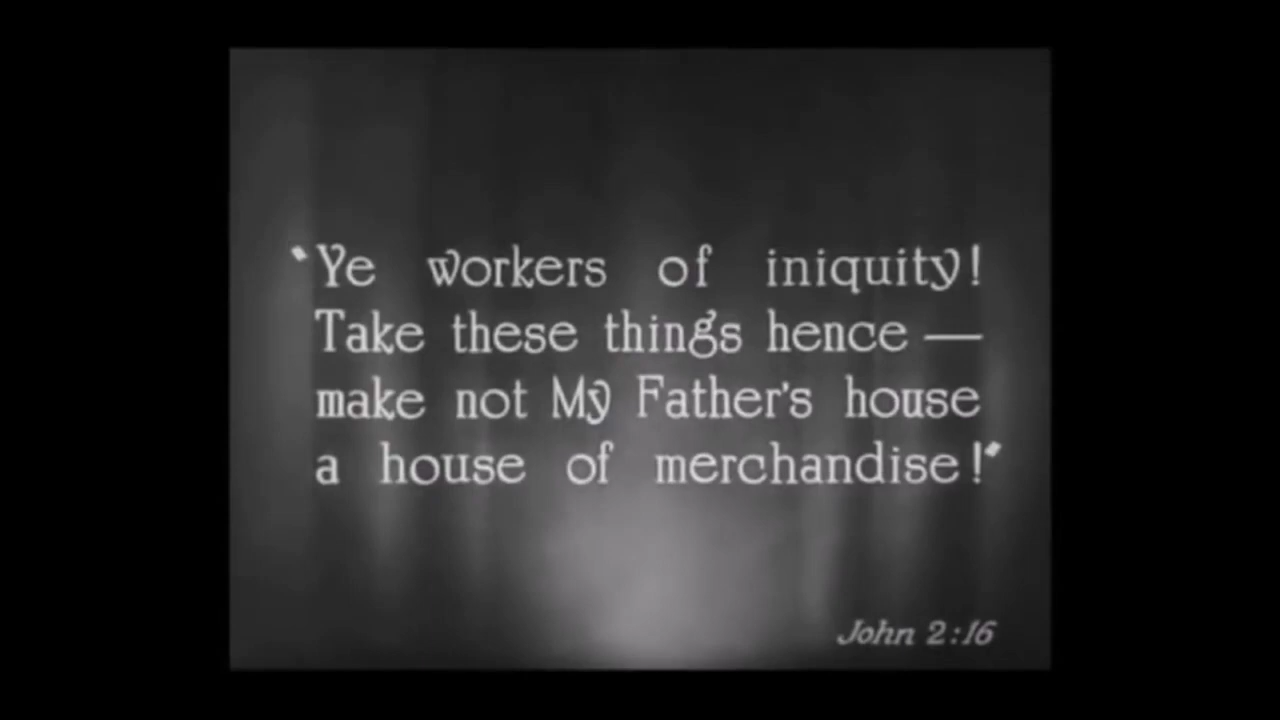 "Ye workers of iniquity!
Take these things hence —
make not My Father's house
a house of merchandise!"
John 2:16